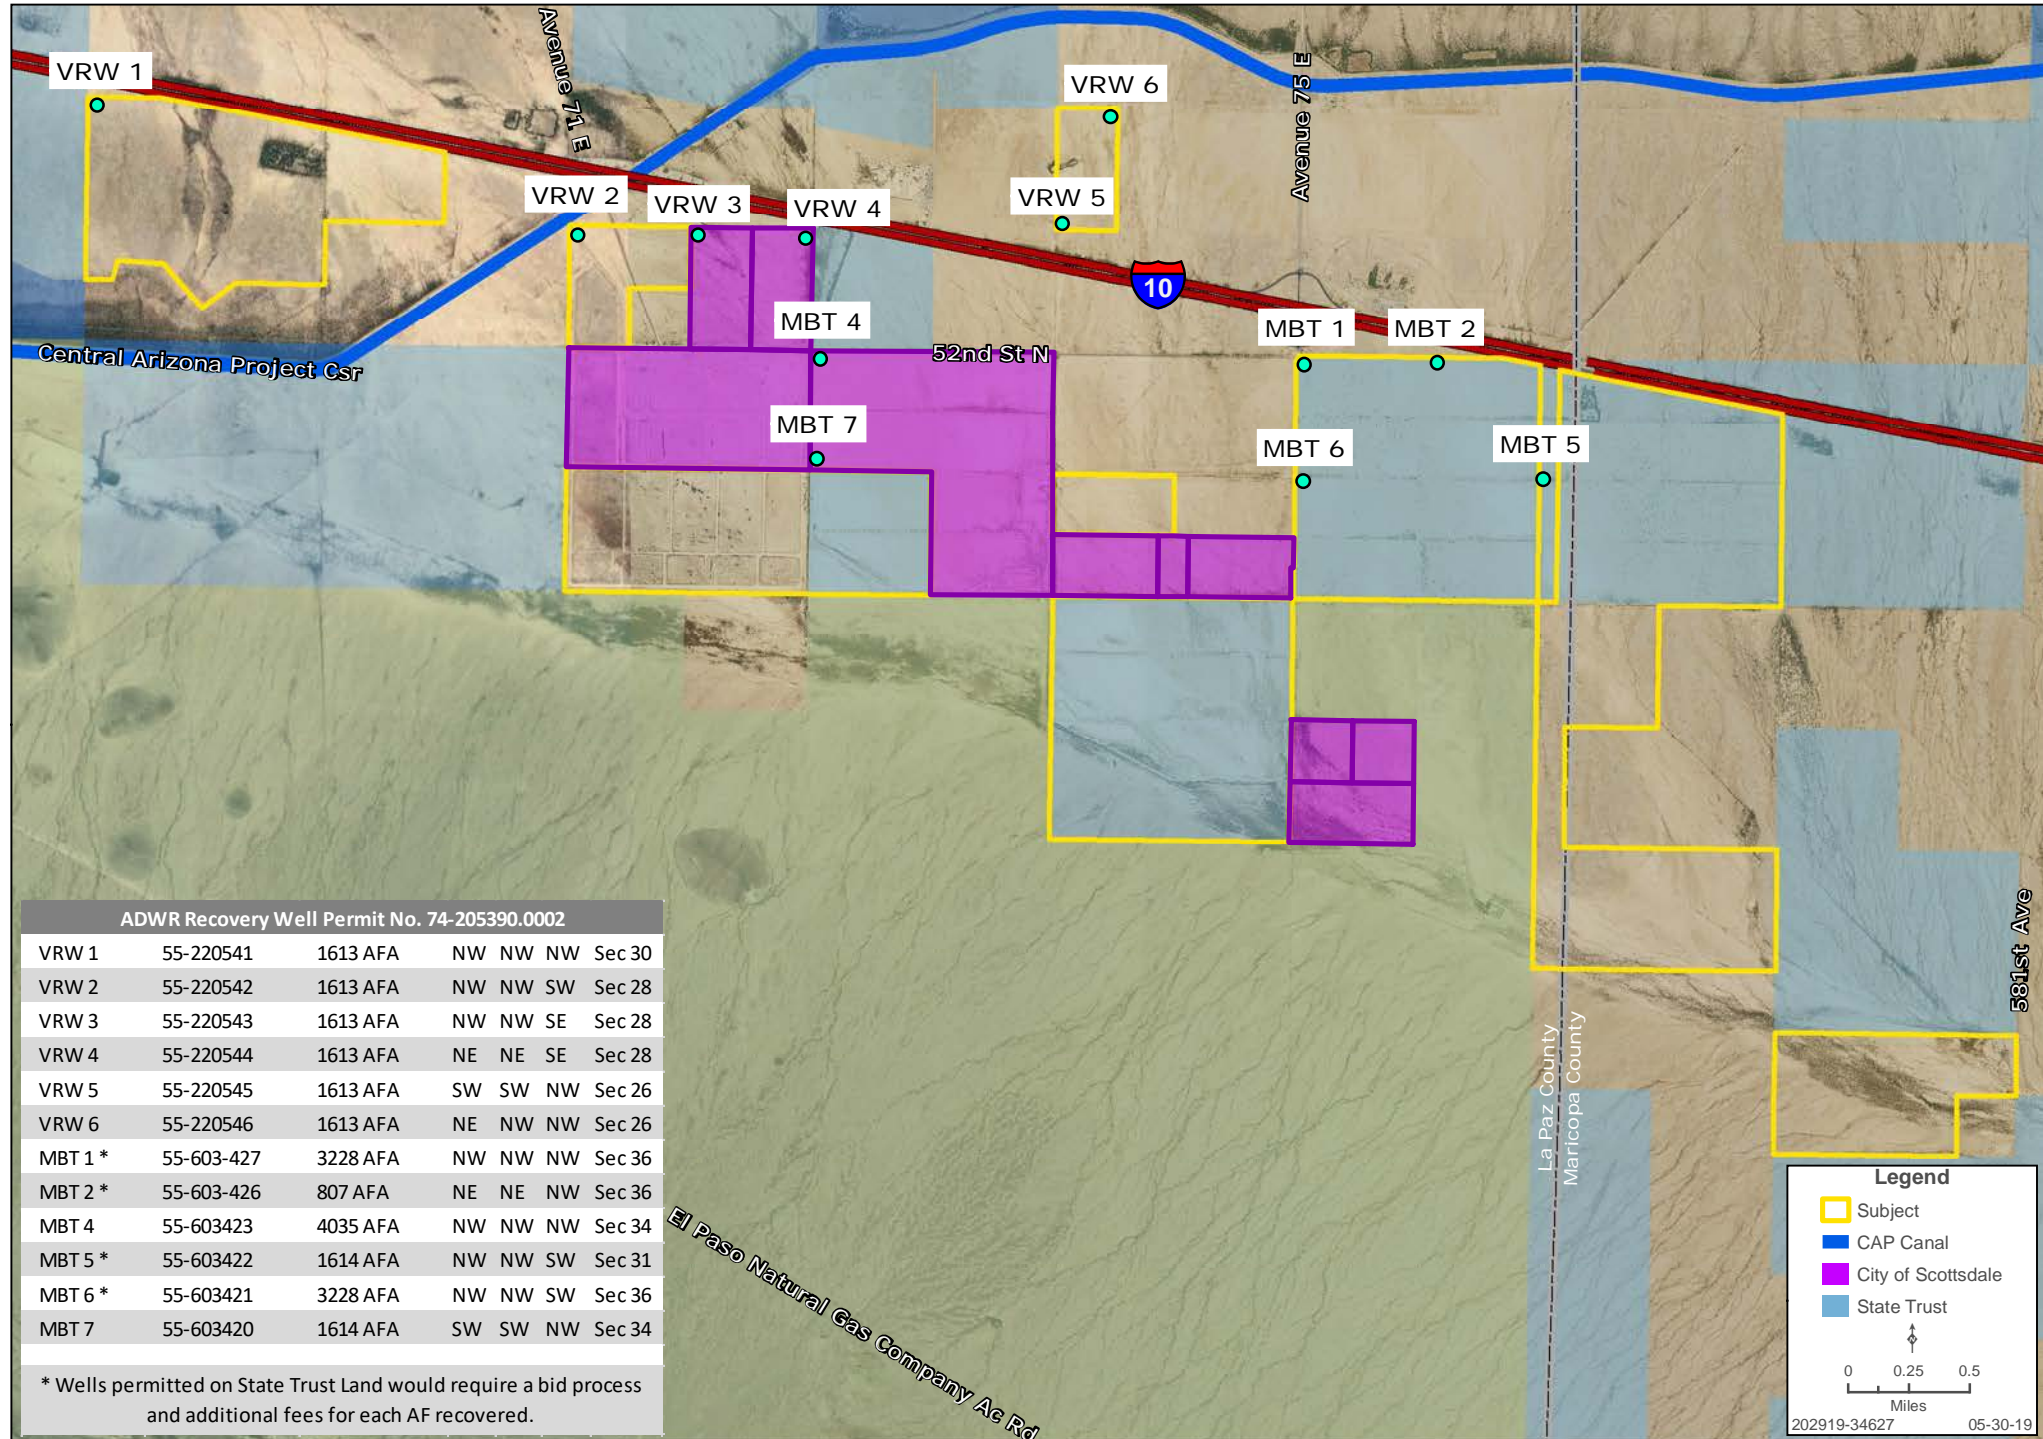 VRW 1
Avenue 71 E
VRW 6
Avenue 75 E
VRW 2
VRW 3
VRW 4
VRW 5
10
MBT 4
MBT 1
MBT 2
Central Arizona Project Csr
52nd St N
MBT 7
MBT 6
MBT 5
581st Ave
La Paz County
Maricopa County
El Paso Natural Gas Company Ac Rd
ADWR Recovery Well Permit No. 74-205390.0002
VRW 1 55-220541 1613 AFA NW NW NW Sec 30
VRW 2 55-220542 1613 AFA NW NW SW Sec 28
VRW 3 55-220543 1613 AFA NW NW SE Sec 28
VRW 4 55-220544 1613 AFA NE NE SE Sec 28
VRW 5 55-220545 1613 AFA SW SW NW Sec 26
VRW 6 55-220546 1613 AFA NE NW NW Sec 26
MBT 1 * 55-603-427 3228 AFA NW NW NW Sec 36
MBT 2 * 55-603-426 807 AFA NE NE NW Sec 36
MBT 4 55-603423 4035 AFA NW NW NW Sec 34
MBT 5 * 55-603422 1614 AFA NW NW SW Sec 31
MBT 6 * 55-603421 3228 AFA NW NW SW Sec 36
MBT 7 55-603420 1614 AFA SW SW NW Sec 34
* Wells permitted on State Trust Land would require a bid process
and additional fees for each AF recovered.
Legend
Subject
CAP Canal
City of Scottsdale
State Trust
0 0.25 0.5
Miles
202919-34627 05-30-19